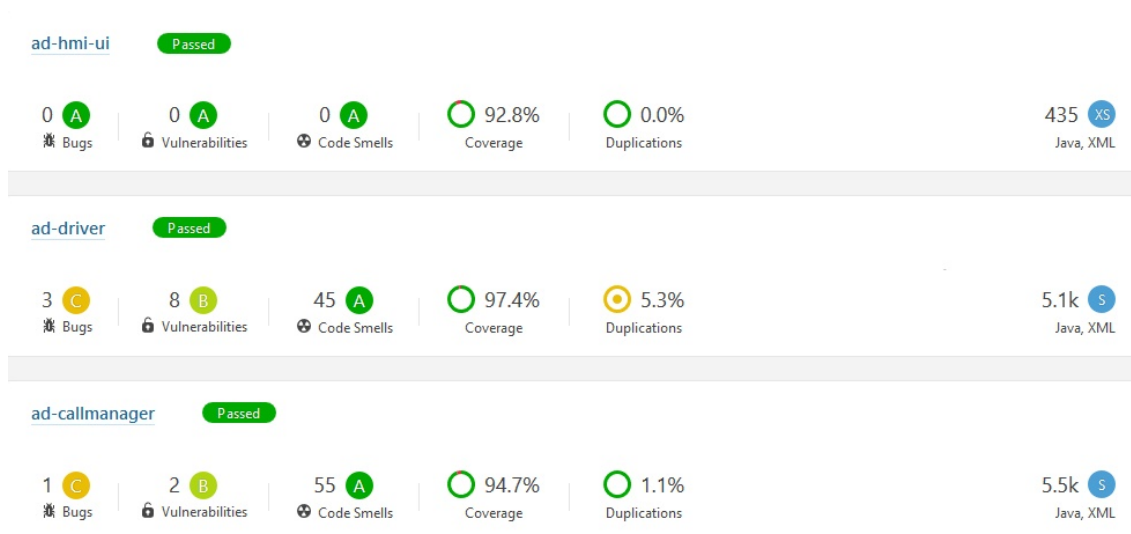 ad-hmi-ui Passed
0 A 0 A 0 A 92.8% 0.0% 435 XS
Bugs Vulnerabilities Code Smells Coverage Duplications Java, XML
ad-driver Passed
3 C 8 B 45 A 97.4% 5.3% 5.1k S
Bugs Vulnerabilities Code Smells Coverage Duplications Java, XML
ad-callmanager Passed
1 C 2 B 55 A 94.7% 1.1% 5.5k S
Bugs Vulnerabilities Code Smells Coverage Duplications Java, XML